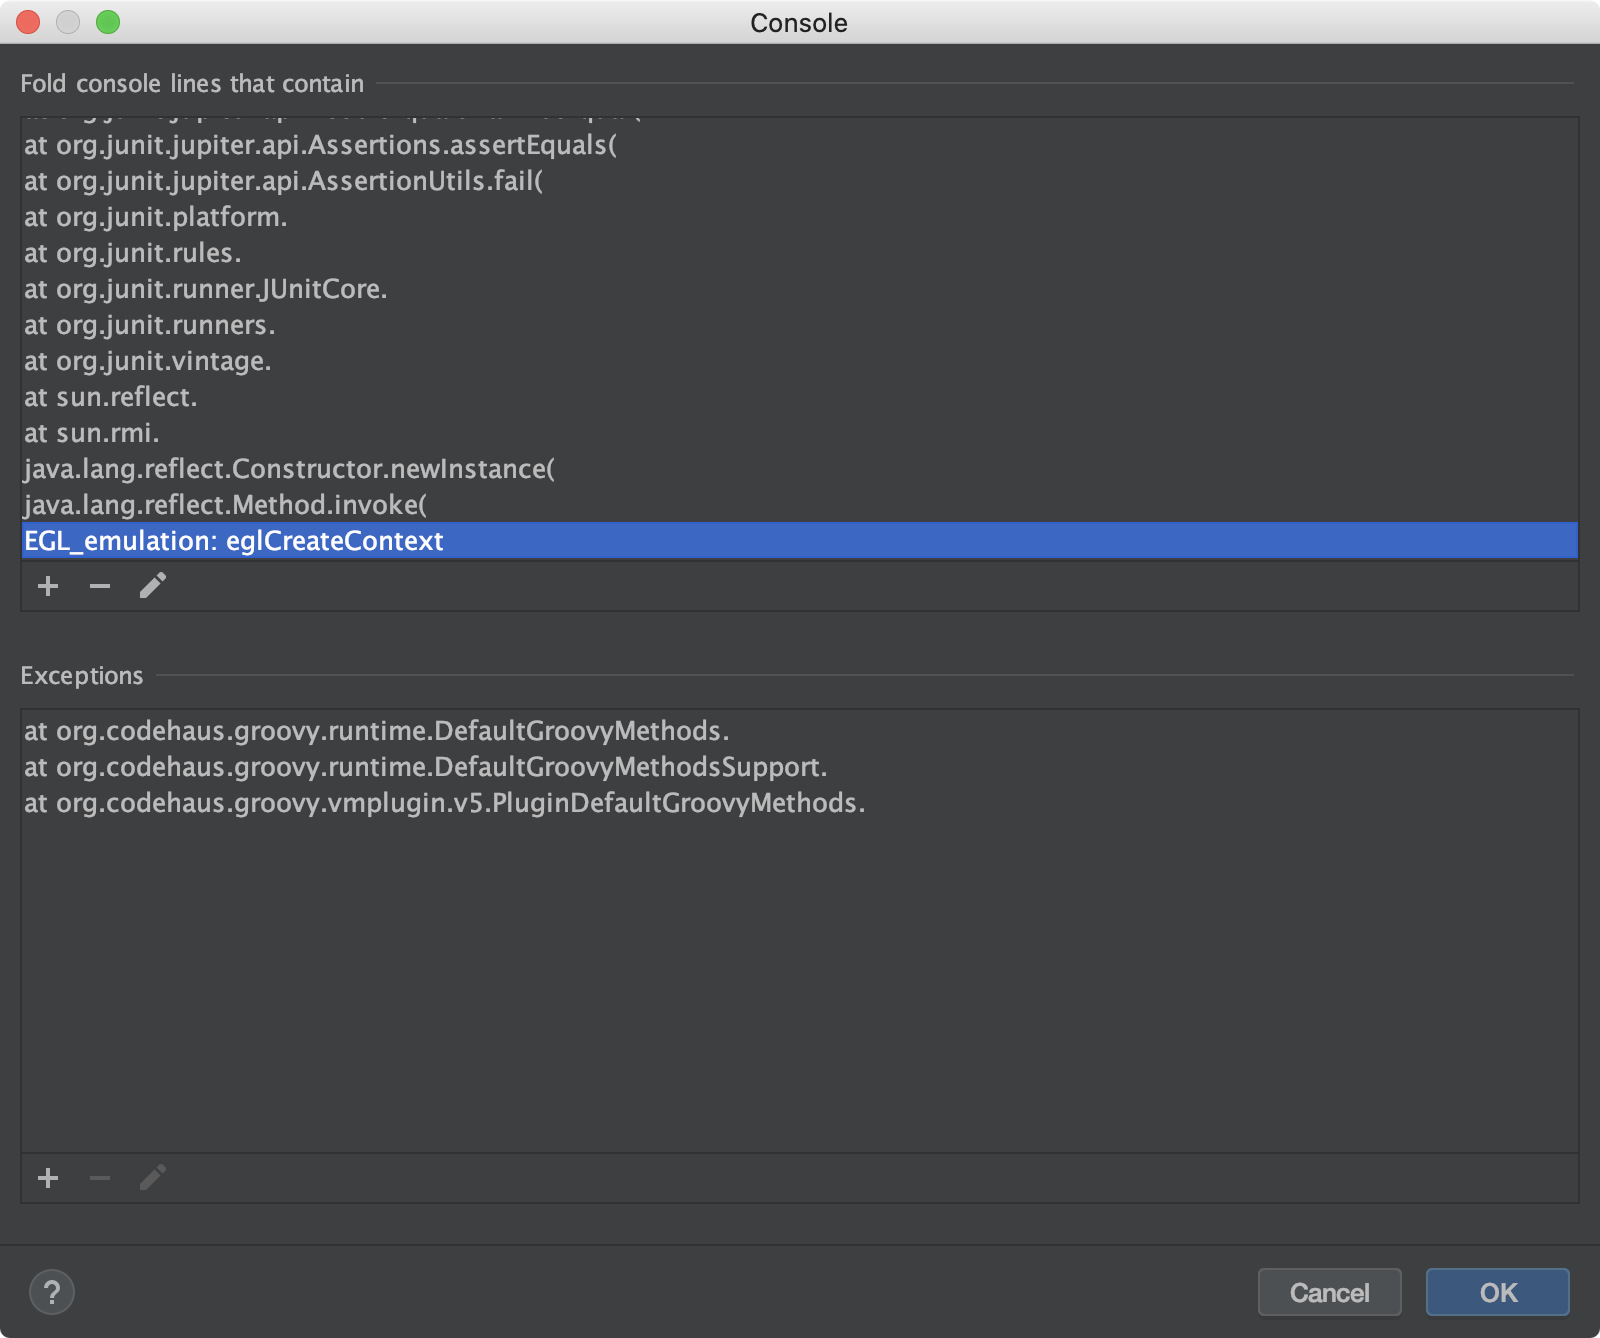 Console
Fold console lines that contain
at org.junit.jupiter.api.Assertions.assertEquals(
at org.junit.jupiter.api.AssertionUtils.fail(
at org.junit.platform.
at org.junit.rules.
at org.junit.runner.JUnitCore.
at org.junit.runners.
at org.junit.vintage.
at sun.reflect.
at sun.rmi.
java.lang.reflect.Constructor.newInstance(
java.lang.reflect.Method.invoke(
EGL_emulation: eglCreateContext
Exceptions
at org.codehaus.groovy.runtime.DefaultGroovyMethods.
at org.codehaus.groovy.runtime.DefaultGroovyMethodsSupport.
at org.codehaus.groovy.vmplugin.v5.PluginDefaultGroovyMethods.
?
Cancel
OK